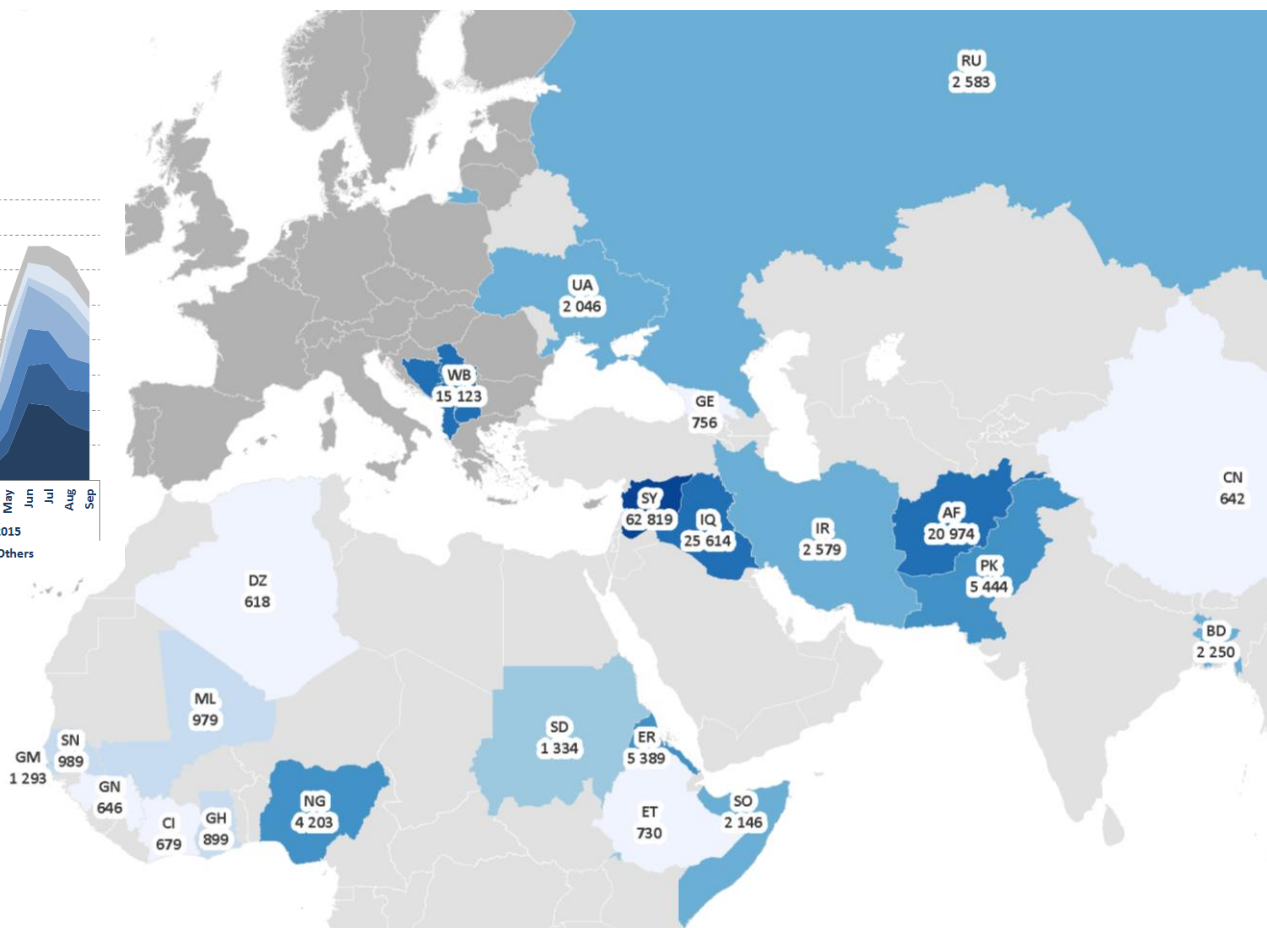 RU
2 583
UA
2 046
WB
15 123
GE
756
CN
642
SY
62 819
IQ
25 614
IR
2 579
AF
20 974
PK
5 444
BD
2 250
DZ
618
ML
979
SN
989
GM
1 293
GN
646
CI
679
GH
899
NG
4 203
SD
1 334
ER
5 389
ET
730
SO
2 146
May
Jun
Jul
Aug
Sep
2015
Others